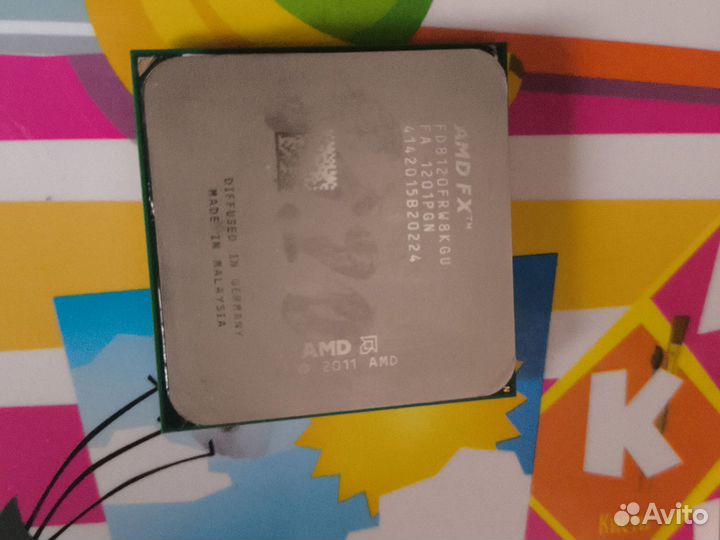 AMD FX™
FD8120FRW8KGU
FA 1201PGN
4142015B20224
DIFFUSED IN GERMANY
MADE IN MALAYSIA
AMD
© 2011 AMD
K
Avito